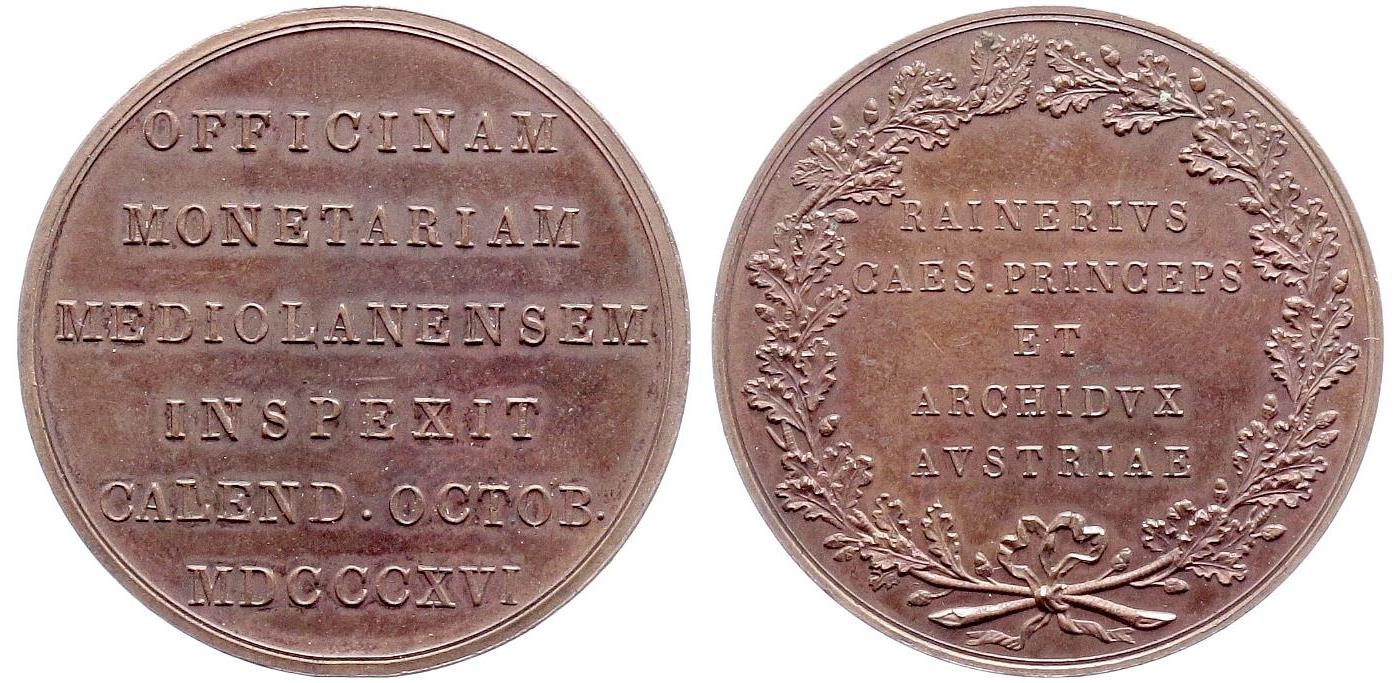 OFFICINAM
MONETARIAM
MEDIOLANENSEM
INSPEXIT
CALEND. OCTOB.
MDCCCXVI
RAINERIVS
CAES. PRINCEPS
ET
ARCHIDVX
AVSTRIAE